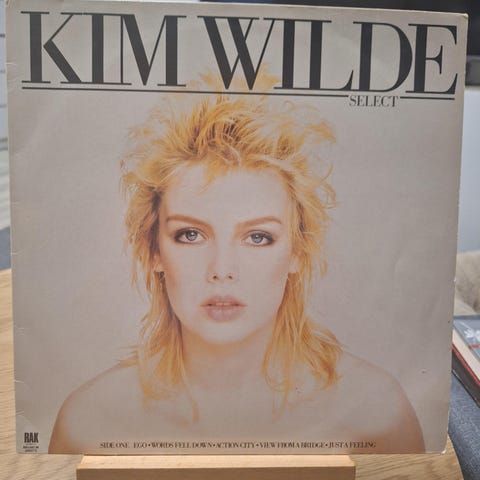 KIM WILDE
SELECT
RAK
SIDE ONE EGO • WORDS FELL DOWN • ACTION CITY • VIEW FROM A BRIDGE • JUST A FEELING